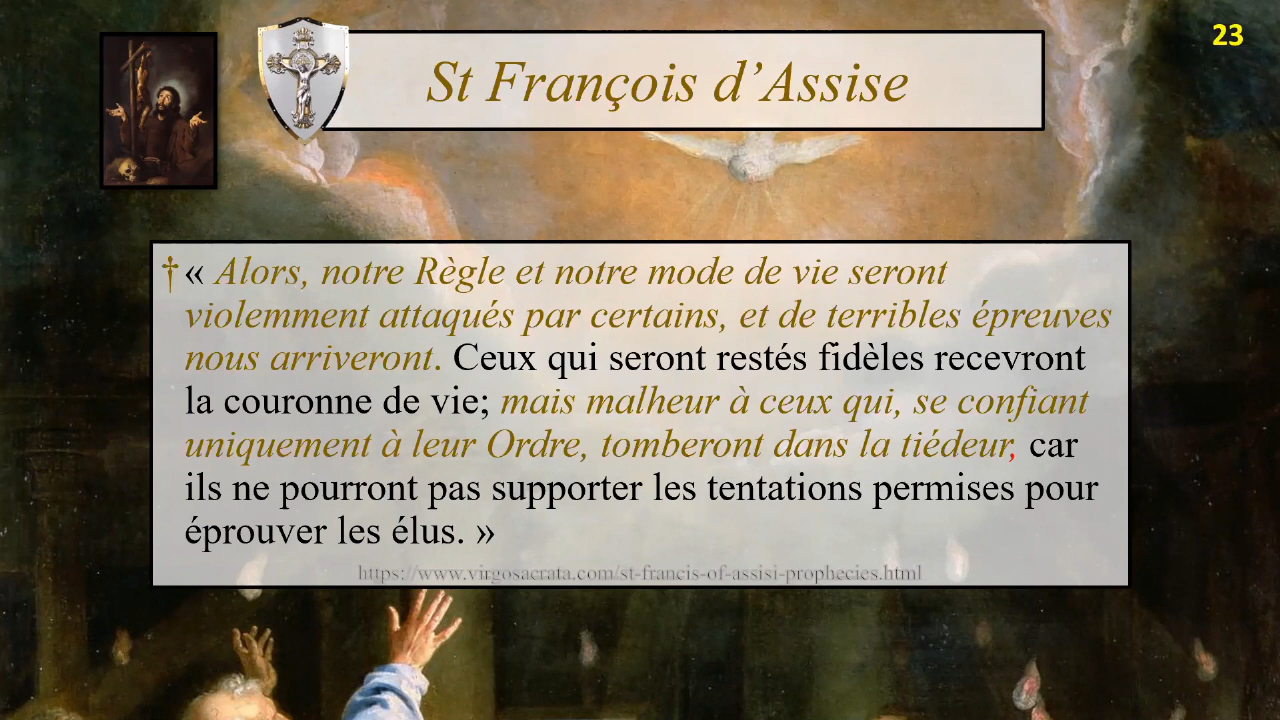 23
St François d’Assise
† « Alors, notre Règle et notre mode de vie seront
violemment attaqués par certains, et de terribles épreuves
nous arriveront. Ceux qui seront restés fidèles recevront
la couronne de vie; mais malheur à ceux qui, se confiant
uniquement à leur Ordre, tomberont dans la tiédeur, car
ils ne pourront pas supporter les tentations permises pour
éprouver les élus. »
https://www.virgosacrata.com/st-francis-of-assisi-prophecies.html